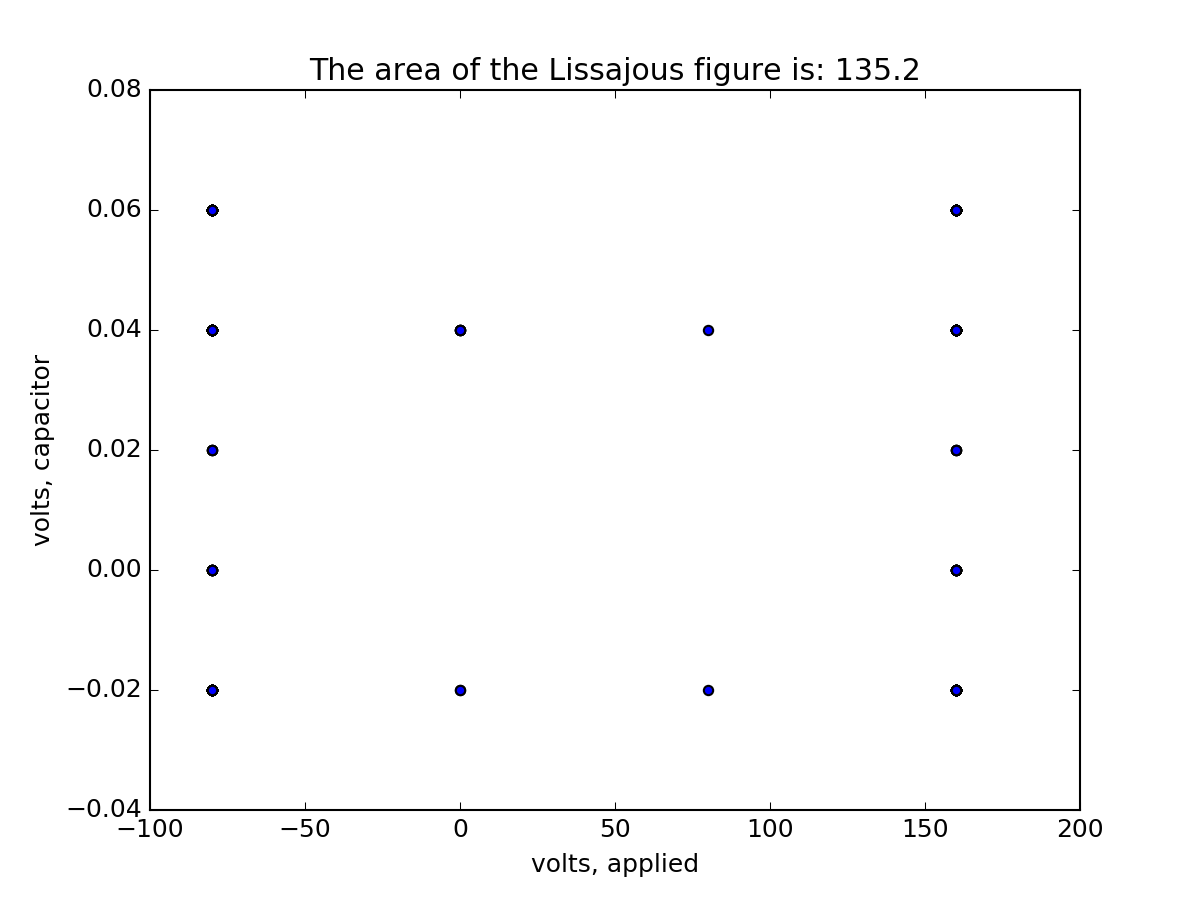 The area of the Lissajous figure is: 135.2
0.08
0.06
0.04
0.02
0.00
−0.02
−0.04
−100 −50 0 50 100 150 200
volts, capacitor
volts, applied